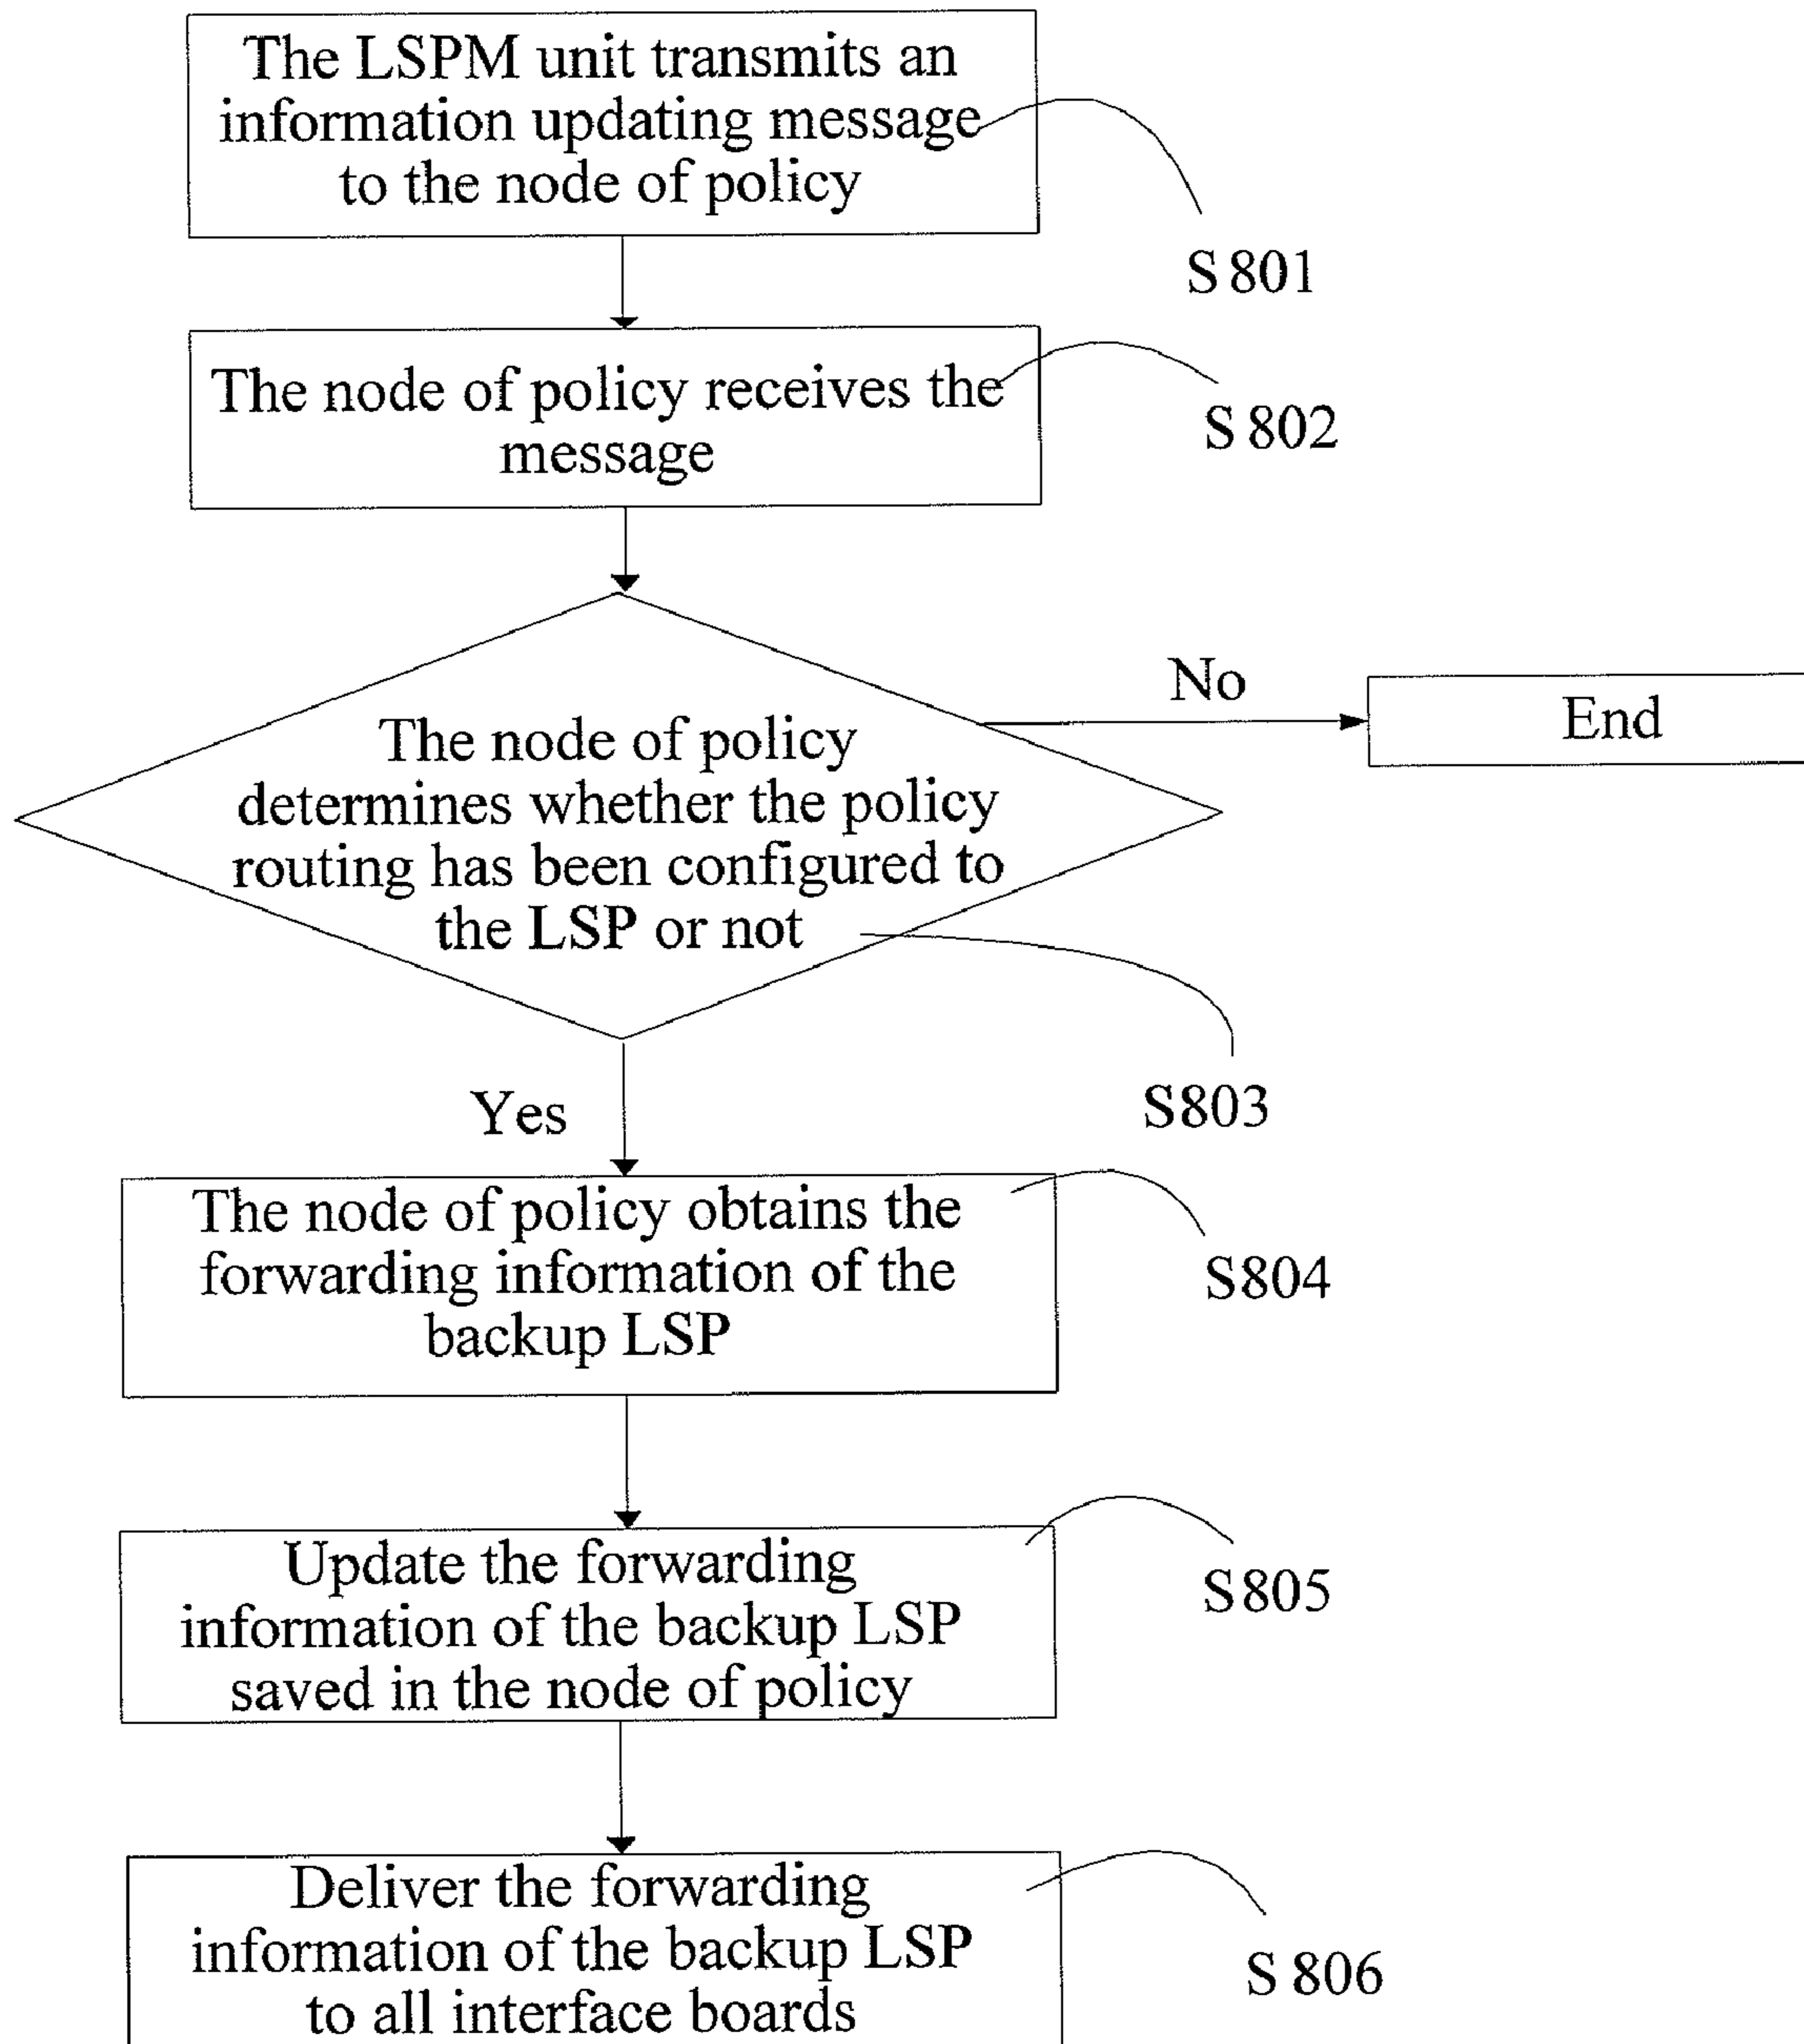 The LSPM unit transmits an
information updating message
to the node of policy
S 801
The node of policy receives the
message
S 802
The node of policy
determines whether the policy
routing has been configured to
the LSP or not
No
End
S803
Yes
The node of policy obtains the
forwarding information of the
backup LSP
S804
Update the forwarding
information of the backup LSP
saved in the node of policy
S805
Deliver the forwarding
information of the backup LSP
to all interface boards
S 806